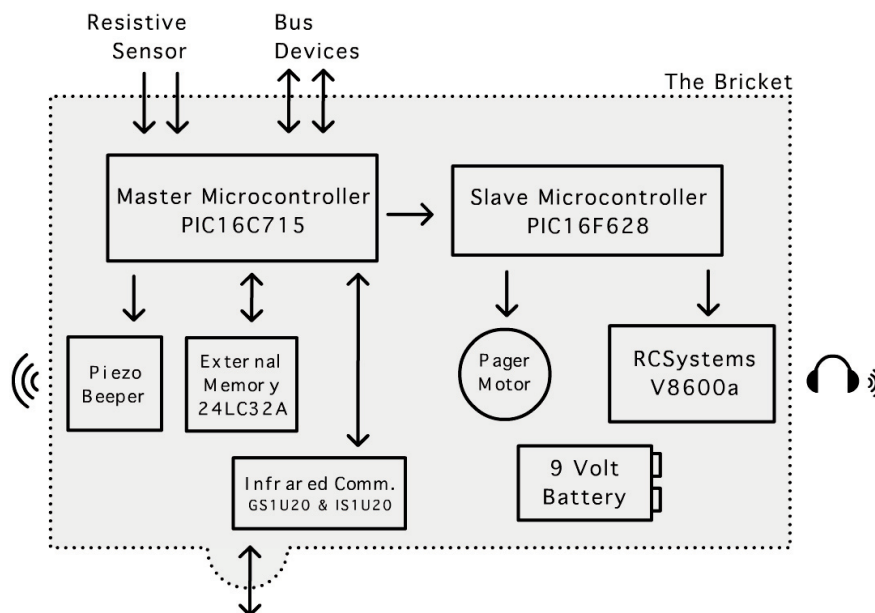 Resistive
Sensor
Bus
Devices
The Bricket
Master Microcontroller
PIC16C715
Slave Microcontroller
PIC16F628
Piezo
Beeper
External
Memory
24LC32A
Pager
Motor
RCSystems
V8600a
Infrared Comm.
GS1U20 & IS1U20
9 Volt
Battery